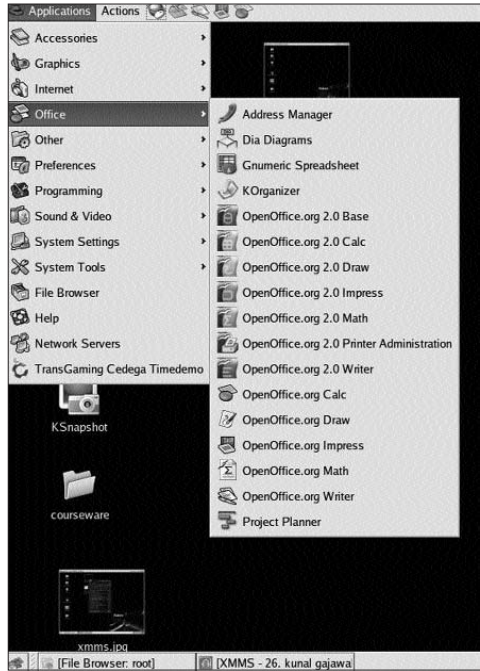 Applications Actions
Accessories
Graphics
Internet
Office
Other
Preferences
Programming
Sound & Video
System Settings
System Tools
File Browser
Help
Network Servers
TransGaming Cedega Timedemo
Address Manager
Dia Diagrams
Gnumeric Spreadsheet
KOrganizer
OpenOffice.org 2.0 Base
OpenOffice.org 2.0 Calc
OpenOffice.org 2.0 Draw
OpenOffice.org 2.0 Impress
OpenOffice.org 2.0 Math
OpenOffice.org 2.0 Printer Administration
OpenOffice.org 2.0 Writer
OpenOffice.org Calc
OpenOffice.org Draw
OpenOffice.org Impress
OpenOffice.org Math
OpenOffice.org Writer
Project Planner
KSnapshot
courseware
xmms.jpg
[File Browser: root] [XMMS - 26. kunal gajawa